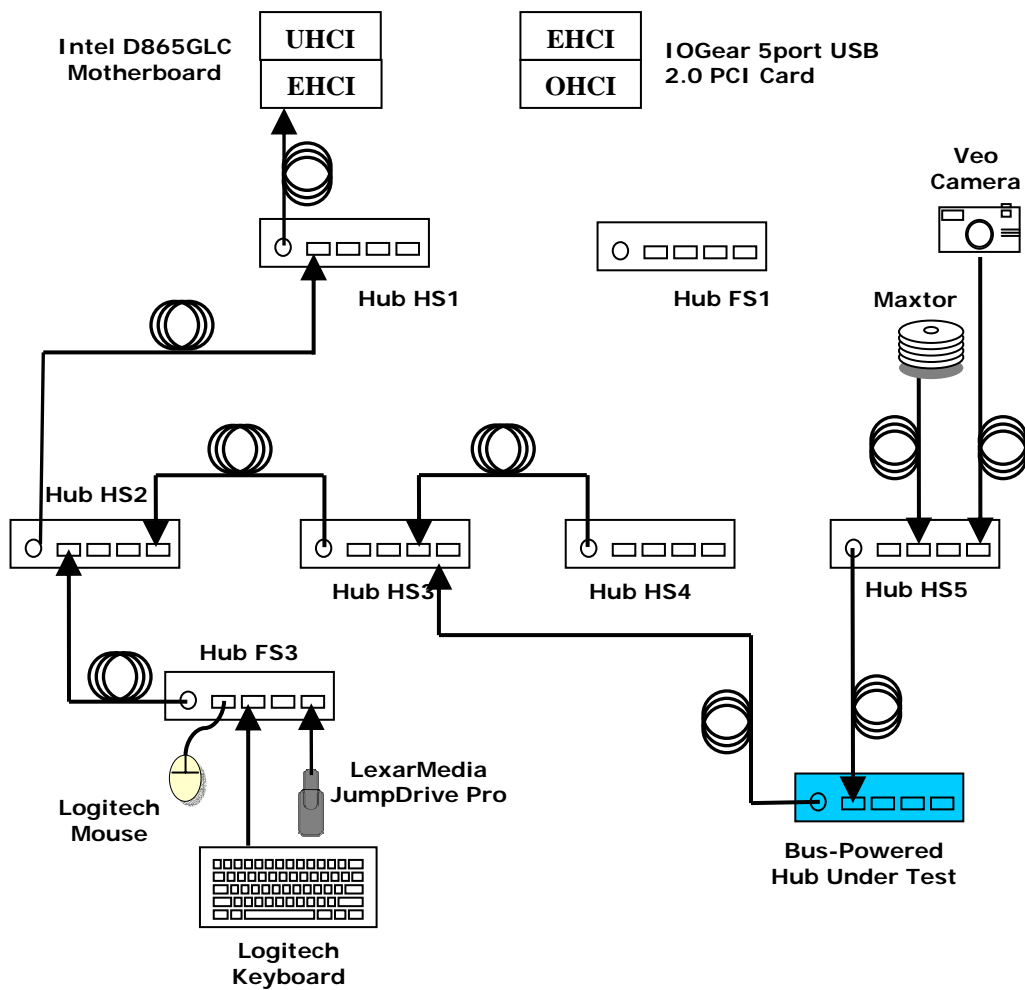 Intel D865GLC
Motherboard
UHCI
EHCI
EHCI
OHCI
IOGear 5port USB
2.0 PCI Card
Veo
Camera
Hub HS1
Hub FS1
Maxtor
Hub HS2
Hub HS3
Hub HS4
Hub HS5
Hub FS3
Logitech
Mouse
LexarMedia
JumpDrive Pro
Bus-Powered
Hub Under Test
Logitech
Keyboard